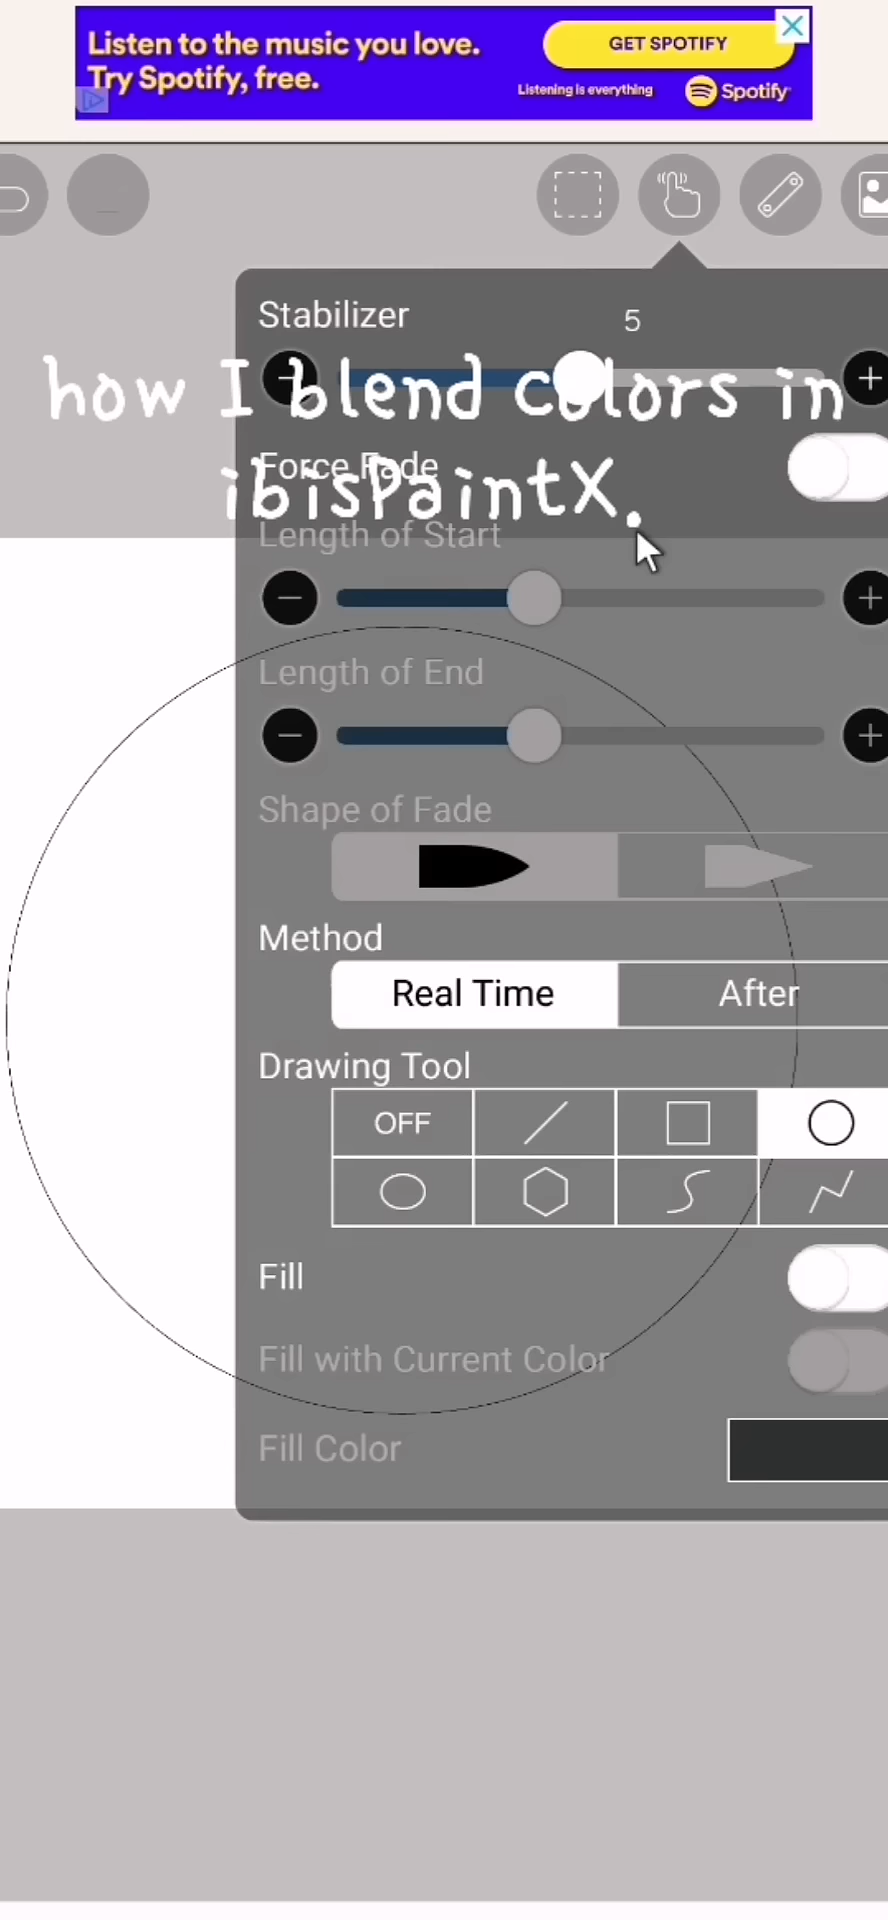 Listen to the music you love.
Try Spotify, free.
GET SPOTIFY
Listening is everything
Spotify
Stabilizer
5
how I blend colors in
Force Fade
ibisPaintX.
Length of Start
Length of End
Shape of Fade
Method
Real Time
After
Drawing Tool
OFF
Fill
Fill with Current Color
Fill Color